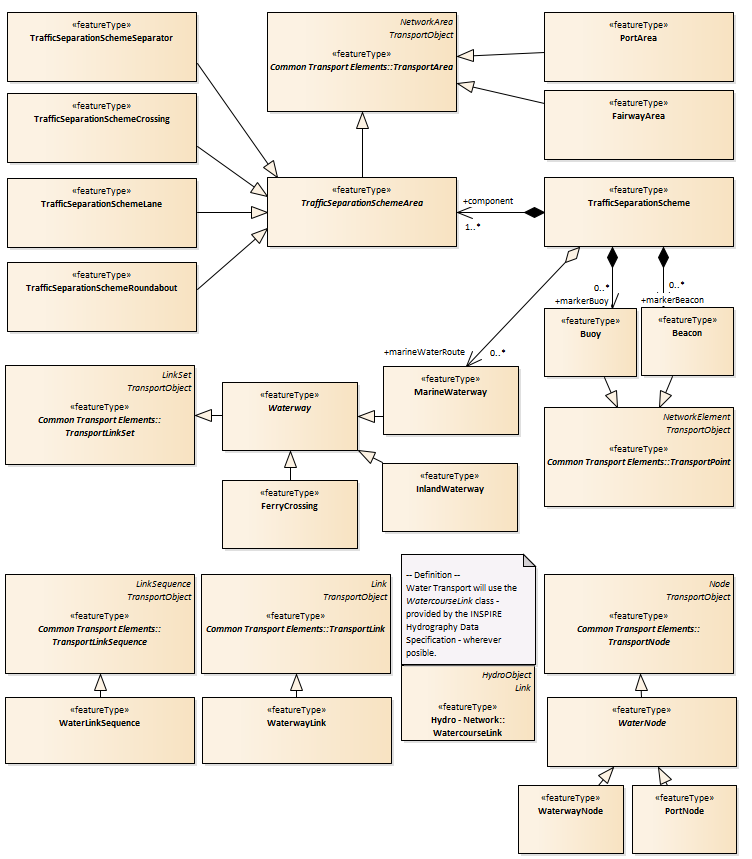 «featureType»
TrafficSeparationSchemeSeparator
NetworkArea
TransportObject
«featureType»
Common Transport Elements::TransportArea
«featureType»
PortArea
«featureType»
TrafficSeparationSchemeCrossing
«featureType»
FairwayArea
«featureType»
TrafficSeparationSchemeLane
«featureType»
TrafficSeparationSchemeArea
+component
1..*
«featureType»
TrafficSeparationScheme
«featureType»
TrafficSeparationSchemeRoundabout
0..*
+markerBuoy
0..*
+markerBeacon
«featureType»
Buoy
«featureType»
Beacon
+marineWaterRoute
0..*
LinkSet
TransportObject
«featureType»
Common Transport Elements::
TransportLinkSet
«featureType»
Waterway
«featureType»
MarineWaterway
NetworkElement
TransportObject
«featureType»
Common Transport Elements::TransportPoint
«featureType»
FerryCrossing
«featureType»
InlandWaterway
LinkSequence
TransportObject
«featureType»
Common Transport Elements::
TransportLinkSequence
Link
TransportObject
«featureType»
Common Transport Elements::TransportLink
-- Definition --
Water Transport will use the
WatercourseLink class -
provided by the INSPIRE
Hydrography Data
Specification - wherever
posible.
Node
TransportObject
«featureType»
Common Transport Elements::
TransportNode
«featureType»
WaterLinkSequence
«featureType»
WaterwayLink
HydroObject
Link
«featureType»
Hydro - Network::
WatercourseLink
«featureType»
WaterNode
«featureType»
WaterwayNode
«featureType»
PortNode